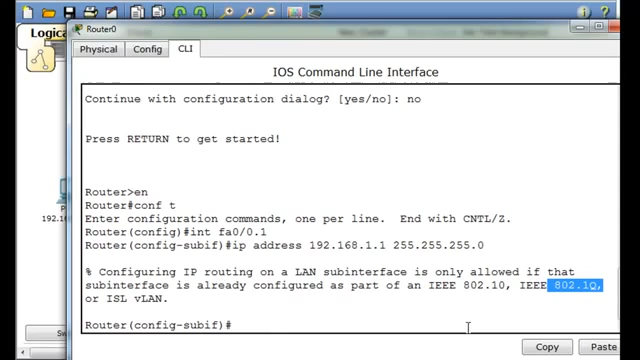 Logica
Router0
Physical
Config
CLI
IOS Command Line Interface
Continue with configuration dialog? [yes/no]: no
Press RETURN to get started!
Router>en
Router#conf t
Enter configuration commands, one per line.  End with CNTL/Z.
Router(config)#int fa0/0.1
Router(config-subif)#ip address 192.168.1.1 255.255.255.0
% Configuring IP routing on a LAN subinterface is only allowed if that
subinterface is already configured as part of an IEEE 802.10, IEEE 802.1Q,
or ISL vLAN.
Router(config-subif)#
P
192.16
Sw
Copy
Paste